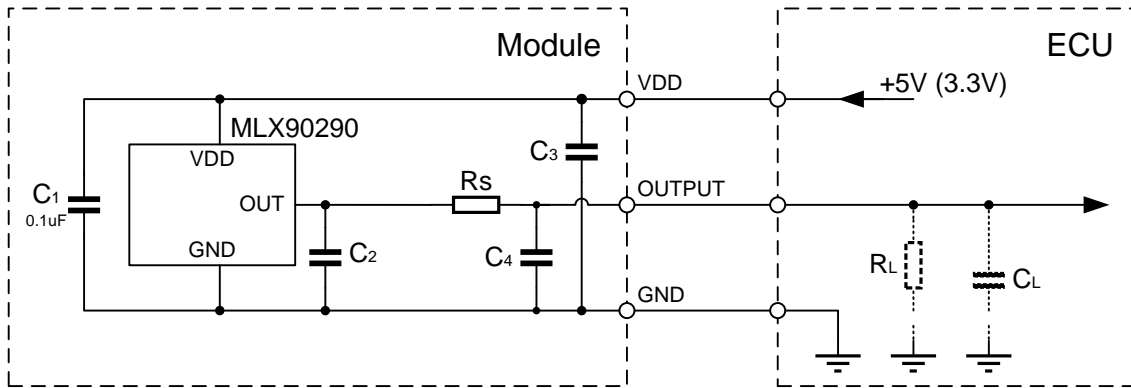 Module
ECU
VDD
+5V (3.3V)
MLX90290
VDD
C3
C1
0.1uF
OUT
Rs
OUTPUT
GND
C2
C4
RL
CL
GND